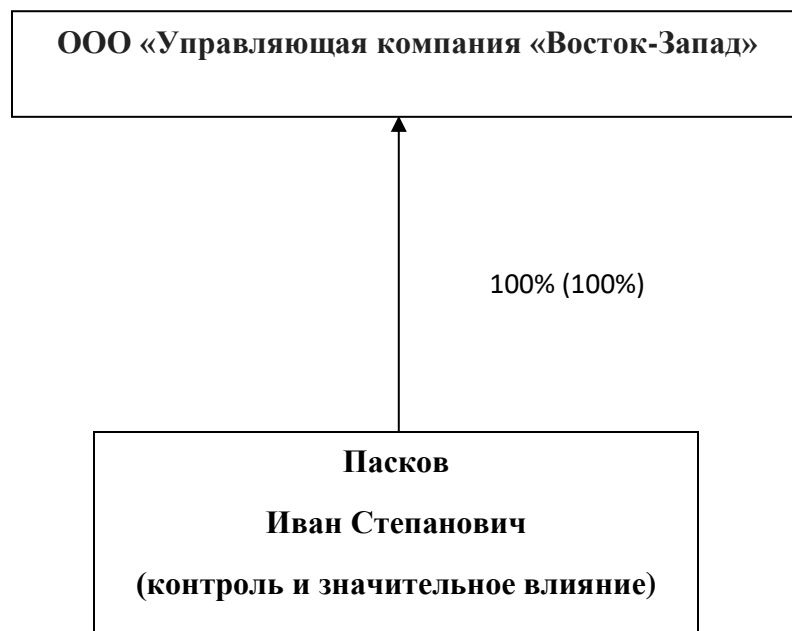 ООО «Управляющая компания «Восток-Запад»
100% (100%)
Пасков
Иван Степанович
(контроль и значительное влияние)